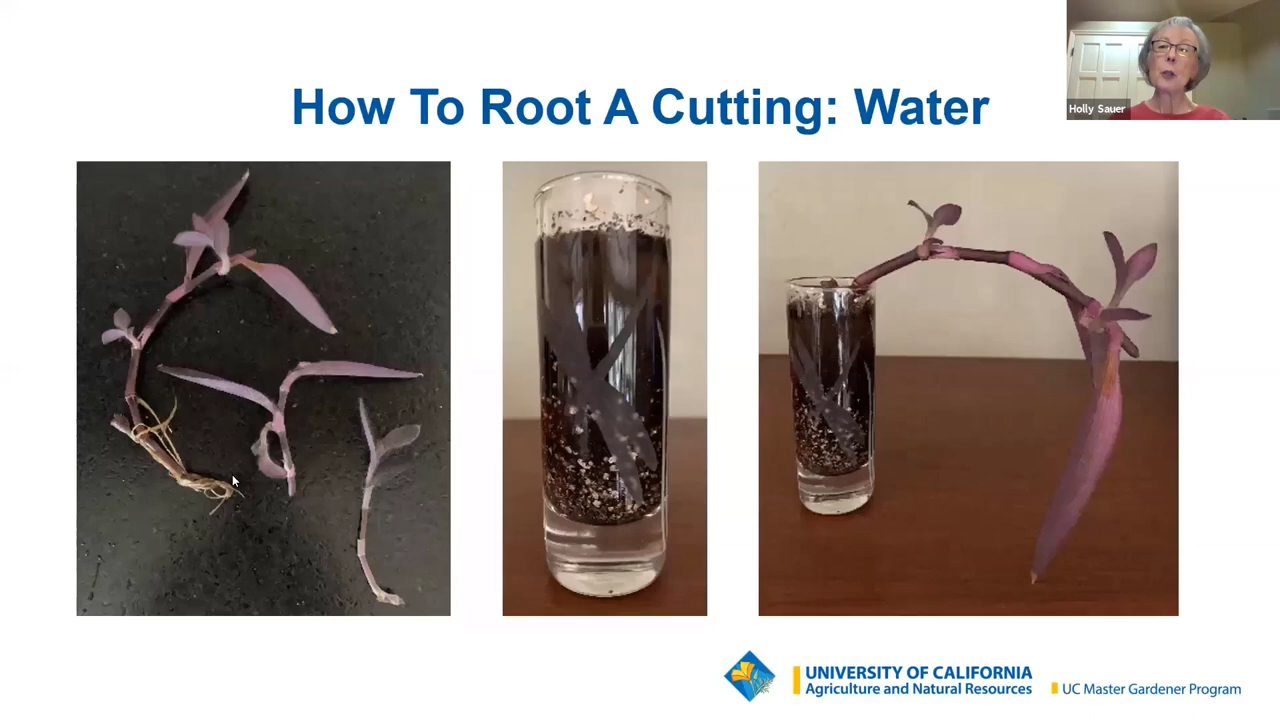 How To Root A Cutting: Water
Holly Sauer
UNIVERSITY OF CALIFORNIA
Agriculture and Natural Resources
UC Master Gardener Program